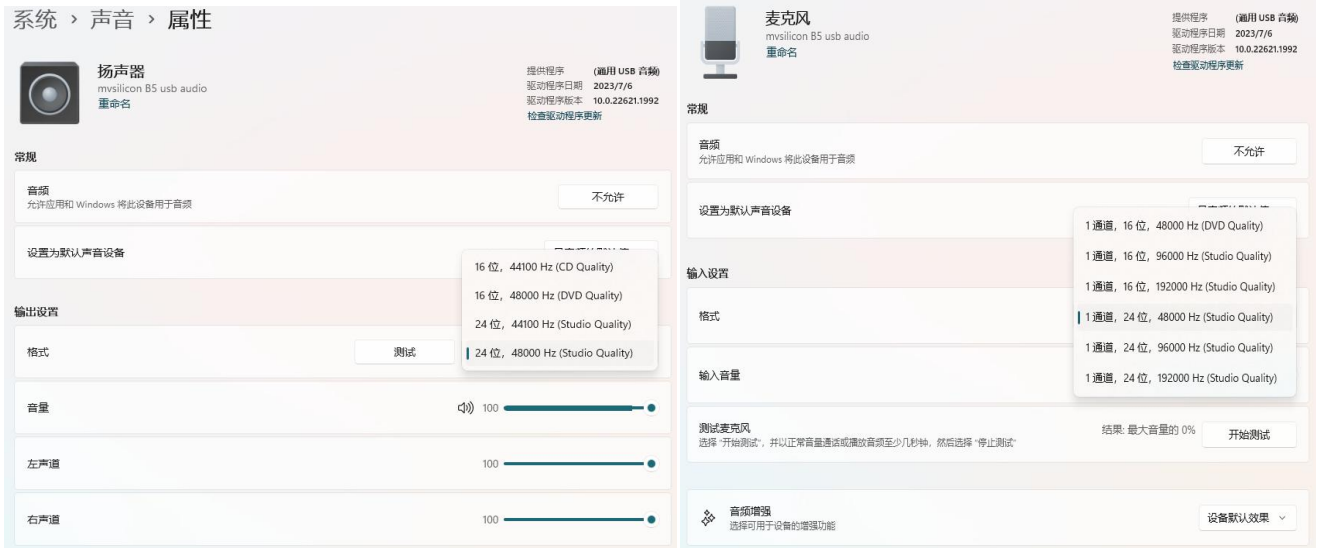 系统 › 声音 › 属性
扬声器
mvsilicon B5 usb audio
重命名
提供程序 (通用 USB 音频)
驱动程序日期 2023/7/6
驱动程序版本 10.0.22621.1992
检查驱动程序更新
常规
音频
允许应用和 Windows 将此设备用于音频
不允许
设置为默认声音设备
16 位，44100 Hz (CD Quality)
16 位，48000 Hz (DVD Quality)
24 位，44100 Hz (Studio Quality)
24 位，48000 Hz (Studio Quality)
输出设置
格式
测试
音量
100
左声道
100
右声道
100
麦克风
mvsilicon B5 usb audio
重命名
提供程序 (通用 USB 音频)
驱动程序日期 2023/7/6
驱动程序版本 10.0.22621.1992
检查驱动程序更新
常规
音频
允许应用和 Windows 将此设备用于音频
不允许
设置为默认声音设备
1 通道，16 位，48000 Hz (DVD Quality)
1 通道，16 位，96000 Hz (Studio Quality)
1 通道，16 位，192000 Hz (Studio Quality)
1 通道，24 位，48000 Hz (Studio Quality)
1 通道，24 位，96000 Hz (Studio Quality)
1 通道，24 位，192000 Hz (Studio Quality)
输入设置
格式
输入音量
测试麦克风
选择 "开始测试"，并以正常音量通话或播放音频至少几秒钟，然后选择 "停止测试"
结果: 最大音量的 0%
开始测试
音频增强
选择可用于设备的增强功能
设备默认效果